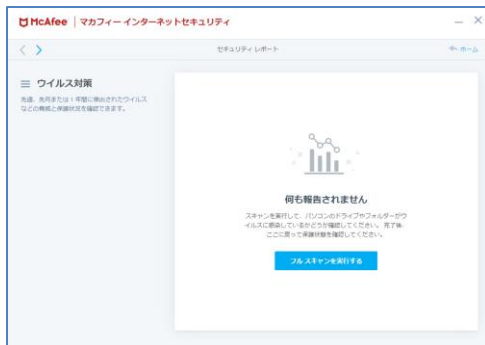 McAfee | マカフィー インターネットセキュリティ
セキュリティ レポート
ホーム
ウイルス対策
先週、先月または 1 年間に検出されたウイルス
などの脅威と保護状況を確認できます。
何も報告されません
スキャンを実行して、パソコンのドライブやフォルダーがウ
イルスに感染しているかどうか確認してください。完了後、
ここに戻って保護状態を確認してください。
フル スキャンを実行する